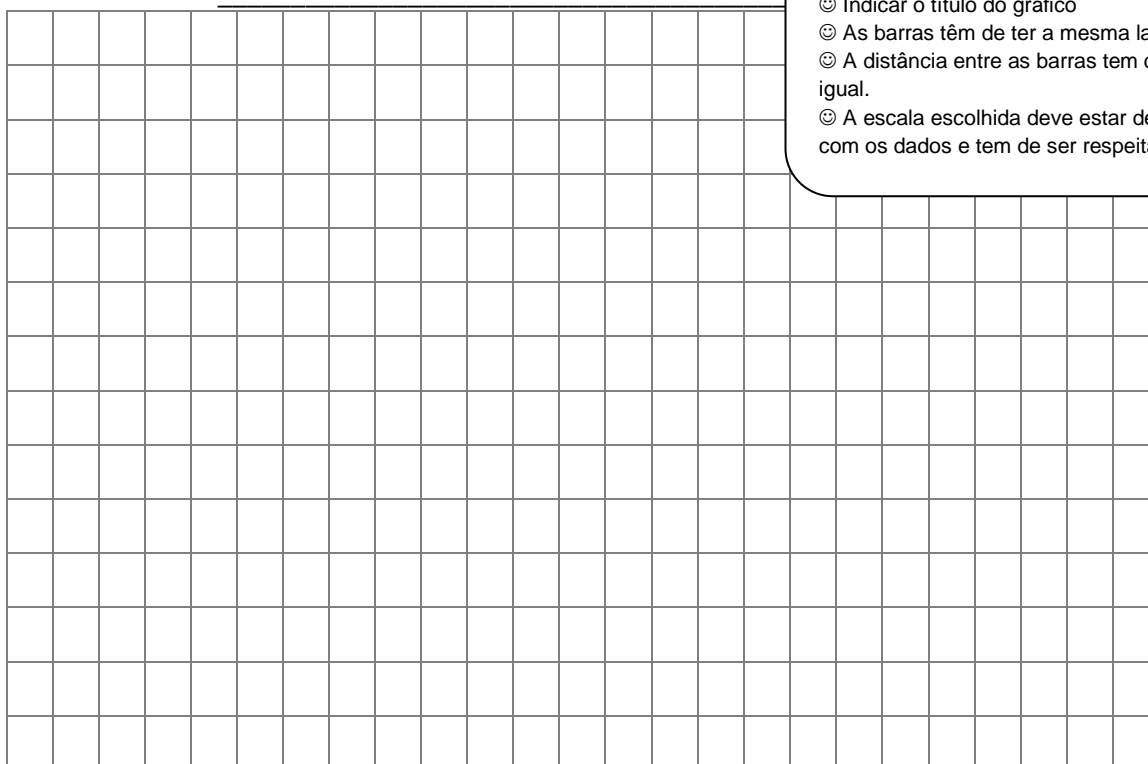 ☺ Indicar o título do gráfico
☺ As barras têm de ter a mesma
☺ A distância entre as barras tem
igual.
☺ A escala escolhida deve estar
com os dados e tem de ser